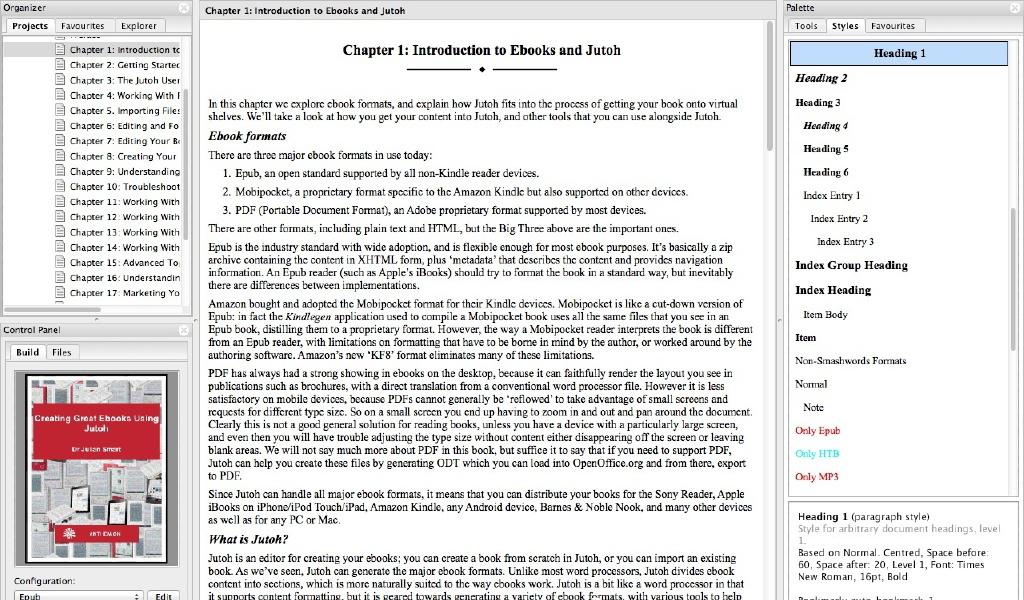 Organizer
Projects Favourites Explorer
Chapter 1: Introduction to
Chapter 2: Getting Started
Chapter 3: The Jutoh User
Chapter 4: Working With F
Chapter 5. Importing Files
Chapter 6: Editing and Fo
Chapter 7: Editing Your Bo
Chapter 8: Creating Your
Chapter 9: Understanding
Chapter 10: Troubleshoot
Chapter 11: Working With
Chapter 12: Working With
Chapter 13: Working With
Chapter 14: Working With
Chapter 15: Advanced To
Chapter 16: Understandin
Chapter 17: Marketing Yo
Control Panel
Build Files
Creating Great Ebooks Using
Jutoh
Dr Julian Smart
ANTHEMION
Configuration:
Epub
Edit
Chapter 1: Introduction to Ebooks and Jutoh
Chapter 1: Introduction to Ebooks and Jutoh
In this chapter we explore ebook formats, and explain how Jutoh fits into the process of getting your book onto virtual
shelves. We'll take a look at how you get your content into Jutoh, and other tools that you can use alongside Jutoh.
Ebook formats
There are three major ebook formats in use today:
1. Epub, an open standard supported by all non-Kindle reader devices.
2. Mobipocket, a proprietary format specific to the Amazon Kindle but also supported on other devices.
3. PDF (Portable Document Format), an Adobe proprietary format supported by most devices.
There are other formats, including plain text and HTML, but the Big Three above are the important ones.
Epub is the industry standard with wide adoption, and is flexible enough for most ebook purposes. It's basically a zip
archive containing the content in XHTML form, plus 'metadata' that describes the content and provides navigation
information. An Epub reader (such as Apple's iBooks) should try to format the book in a standard way, but inevitably
there are differences between implementations.
Amazon bought and adopted the Mobipocket format for their Kindle devices. Mobipocket is like a cut-down version of
Epub: in fact the Kindlegen application used to compile a Mobipocket book uses all the same files that you see in an
Epub book, distilling them to a proprietary format. However, the way a Mobipocket reader interprets the book is different
from an Epub reader, with limitations on formatting that have to be borne in mind by the author, or worked around by the
authoring software. Amazon's new 'KF8' format eliminates many of these limitations.
PDF has always had a strong showing in ebooks on the desktop, because it can faithfully render the layout you see in
publications such as brochures, with a direct translation from a conventional word processor file. However it is less
satisfactory on mobile devices, because PDFs cannot generally be 'reflowed' to take advantage of small screens and
requests for different type size. So on a small screen you end up having to zoom in and out and pan around the document.
Clearly this is not a good general solution for reading books, unless you have a device with a particularly large screen,
and even then you will have trouble adjusting the type size without content either disappearing off the screen or leaving
blank areas. We will not say much more about PDF in this book, but suffice it to say that if you need to support PDF,
Jutoh can help you create these files by generating ODT which you can load into OpenOffice.org and from there, export
to PDF.
Since Jutoh can handle all major ebook formats, it means that you can distribute your books for the Sony Reader, Apple
iBooks on iPhone/iPod Touch/iPad, Amazon Kindle, any Android device, Barnes & Noble Nook, and many other devices
as well as for any PC or Mac.
What is Jutoh?
Jutoh is an editor for creating your ebooks; you can create a book from scratch in Jutoh, or you can import an existing
book. As we've seen, Jutoh can generate the major ebook formats. Unlike most word processors, Jutoh divides ebook
content into sections, which is more naturally suited to the way ebooks work. Jutoh is a bit like a word processor in that
it supports content formatting, but it is geared towards generating a variety of ebook formats, with various tools to help
Palette
Tools Styles Favourites
Heading 1
Heading 2
Heading 3
Heading 4
Heading 5
Heading 6
Index Entry 1
Index Entry 2
Index Entry 3
Index Group Heading
Index Heading
Item Body
Item
Non-Smashwords Formats
Normal
Note
Only Epub
Only HTB
Only MP3
Heading 1 (paragraph style)
Style for arbitrary document headings, level
1.
Based on Normal. Centred, Space before:
60, Space after: 20, Level 1, Font: Times
New Roman, 16pt, Bold